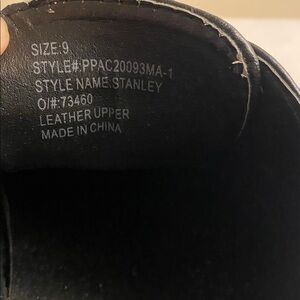 SIZE:9
STYLE#:PPAC20093MA-1
STYLE NAME:STANLEY
O/#:73460
LEATHER UPPER
MADE IN CHINA